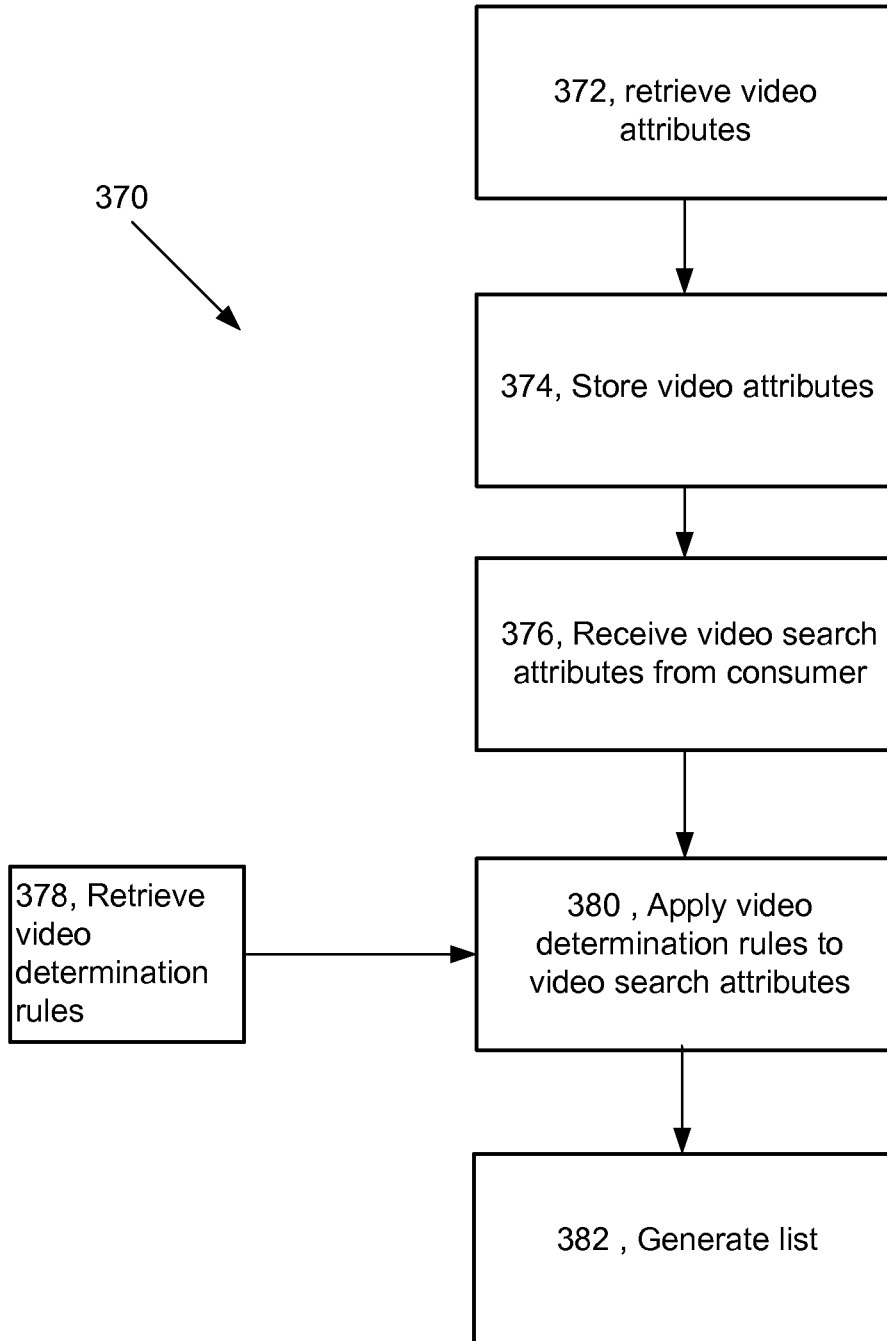 372, retrieve video
attributes
370
374, Store video attributes
376, Receive video search
attributes from consumer
378, Retrieve
video
determination
rules
380 , Apply video
determination rules to
video search attributes
382 , Generate list